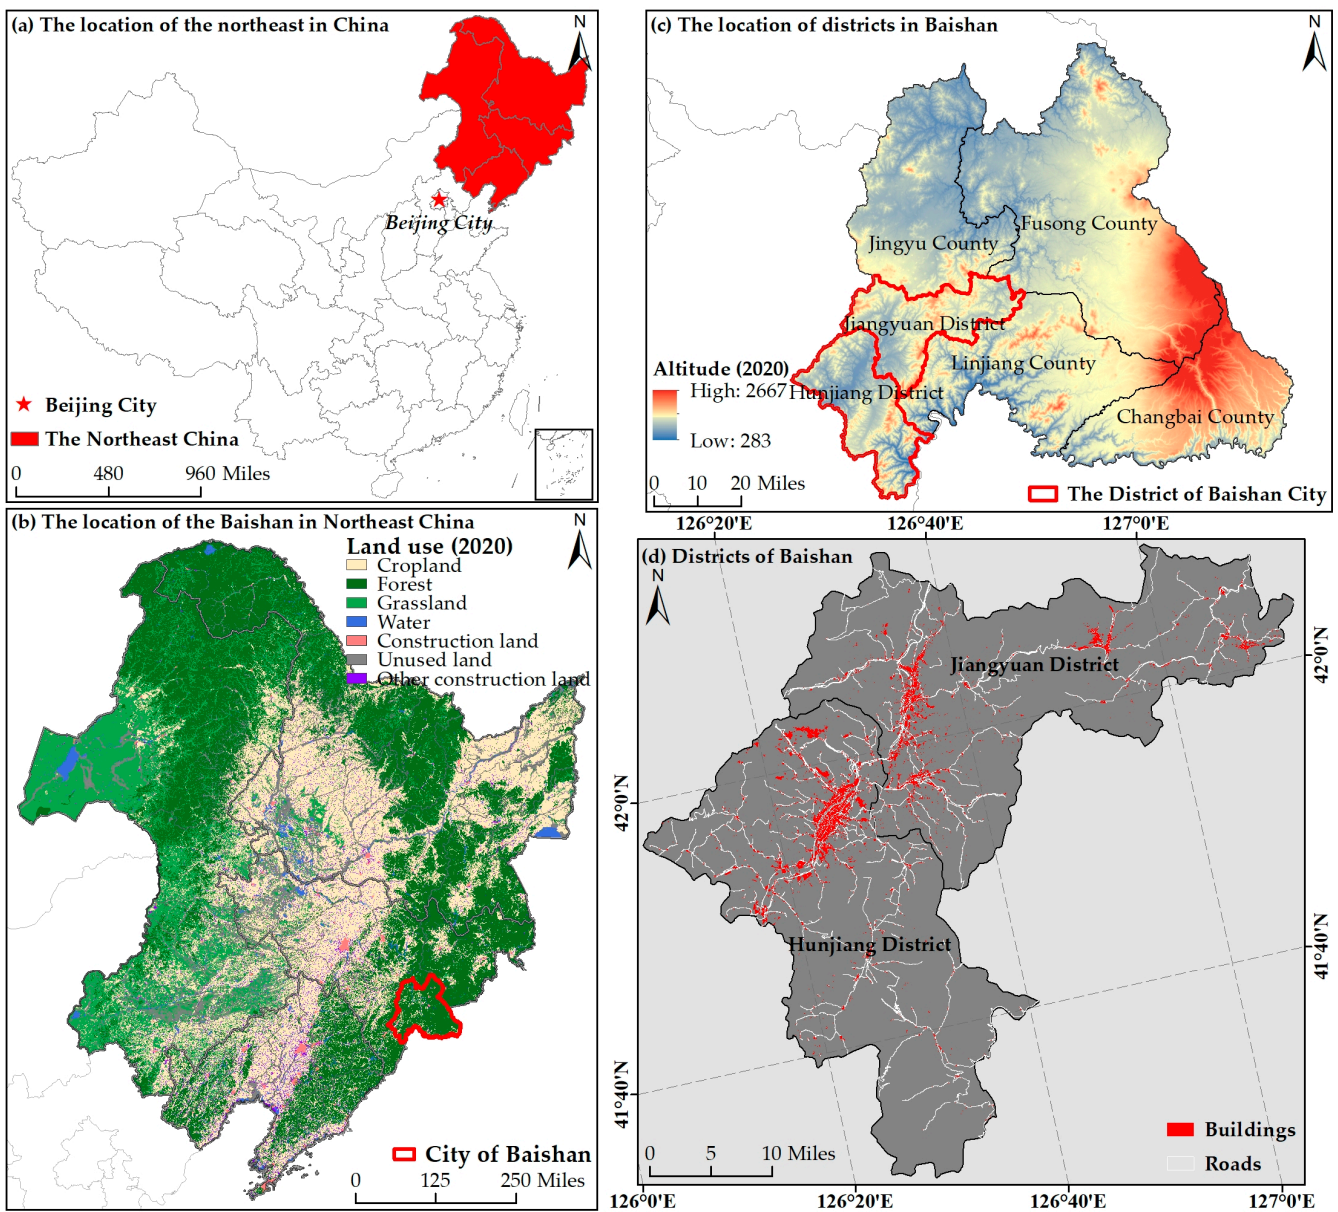 (a) The location of the northeast in China
N
Beijing City
Beijing City
The Northeast China
0 480 960 Miles
(b) The location of the Baishan in Northeast China
N
Land use (2020)
Cropland
Forest
Grassland
Water
Construction land
Unused land
Other construction land
City of Baishan
0 125 250 Miles
(c) The location of districts in Baishan
N
Fusong County
Jingyu County
Jiangyuan District
Linjiang County
Hunjiang District
Changbai County
Altitude (2020)
High: 2667
Low: 283
0 10 20 Miles
The District of Baishan City
126°20'E 126°40'E 127°0'E
(d) Districts of Baishan
N
Jiangyuan District
Hunjiang District
42°0'N
41°40'N
42°0'N
41°40'N
Buildings
Roads
0 5 10 Miles
126°0'E 126°20'E 126°40'E 127°0'E